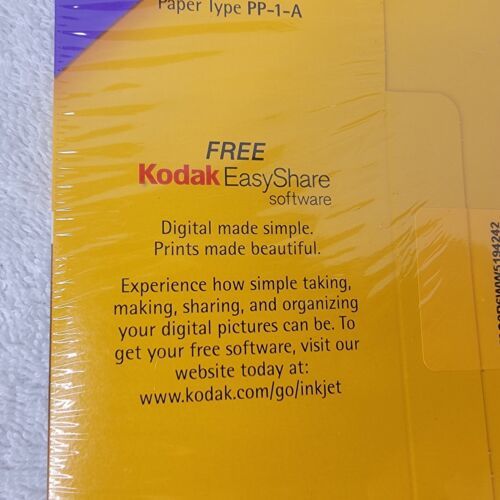 Paper Type PP-1-A
FREE
Kodak EasyShare
software
Digital made simple.
Prints made beautiful.
Experience how simple taking,
making, sharing, and organizing
your digital pictures can be. To
get your free software, visit our
website today at:
www.kodak.com/go/inkjet